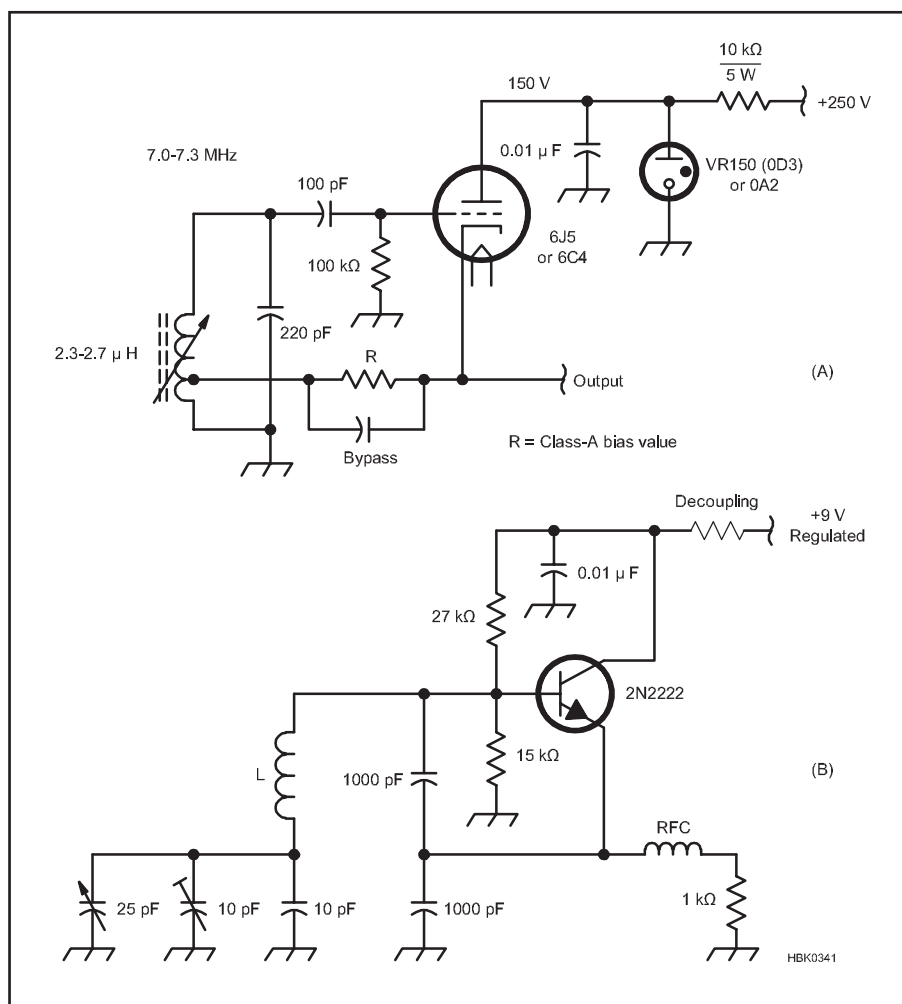 10 kΩ
5 W
150 V
+250 V
7.0-7.3 MHz
0.01 µ F
VR150 (0D3)
or 0A2
100 pF
6J5
or 6C4
100 kΩ
220 pF
2.3-2.7 µ H
R
(A)
Output
Bypass
R = Class-A bias value
Decoupling
+9 V
Regulated
0.01 µ F
27 kΩ
2N2222
15 kΩ
L
1000 pF
(B)
RFC
25 pF
10 pF
10 pF
1000 pF
1 kΩ
HBK0341